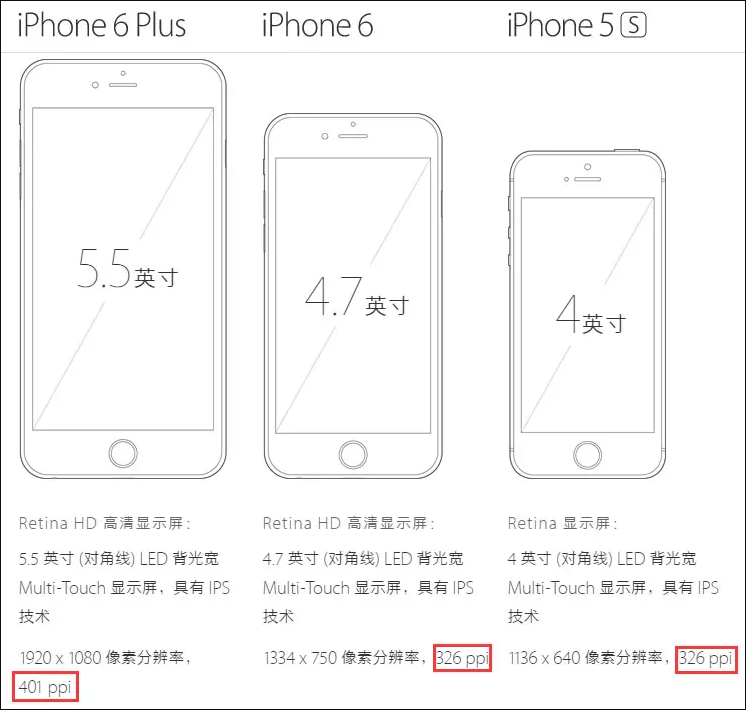 iPhone 6 Plus
iPhone 6
iPhone 5 S
5.5英寸
4.7英寸
4英寸
Retina HD 高清显示屏：
5.5 英寸 (对角线) LED 背光宽
Multi-Touch 显示屏，具有 IPS
技术
1920 x 1080 像素分辨率，
401 ppi
Retina HD 高清显示屏：
4.7 英寸 (对角线) LED 背光宽
Multi-Touch 显示屏，具有 IPS
技术
1334 x 750 像素分辨率，326 ppi
Retina 显示屏：
4 英寸 (对角线) LED 背光宽
Multi-Touch 显示屏，具有 IPS
技术
1136 x 640 像素分辨率，326 ppi